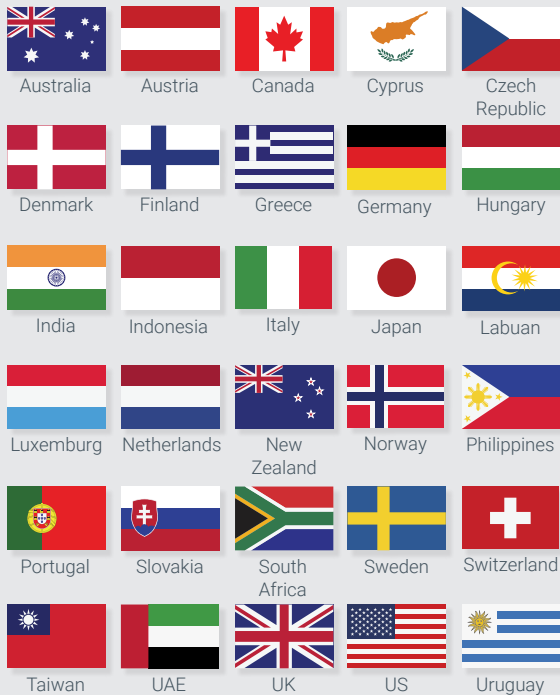 Australia
Austria
Canada
Cyprus
Czech
Republic
Denmark
Finland
Greece
Germany
Hungary
India
Indonesia
Italy
Japan
Labuan
Luxemburg
Netherlands
New
Zealand
Norway
Philippines
Portugal
Slovakia
South
Africa
Sweden
Switzerland
Taiwan
UAE
UK
US
Uruguay